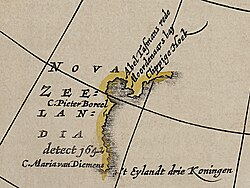 Abel Tasmans rede
Moordenaars bay
Clippige Hoek
NOVA
ZEE-
C. Pieter Boreel
LAN-
DIA
detect 1642
C. Maria van Diemens
't Eylandt drie Koningen